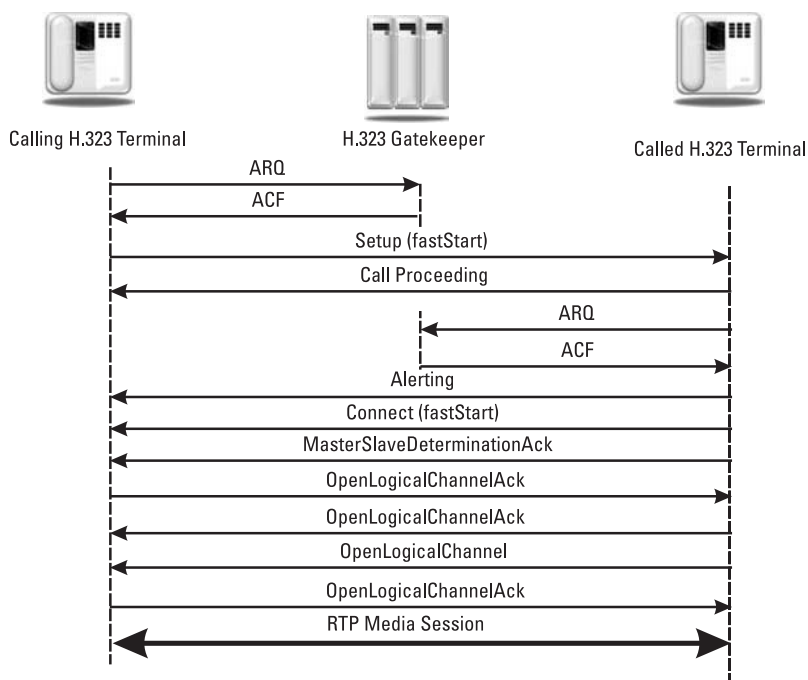 Calling H.323 Terminal
H.323 Gatekeeper
Called H.323 Terminal
ARQ
ACF
Setup (fastStart)
Call Proceeding
ARQ
ACF
Alerting
Connect (fastStart)
MasterSlaveDeterminationAck
OpenLogicalChannelAck
OpenLogicalChannelAck
OpenLogicalChannel
OpenLogicalChannelAck
RTP Media Session